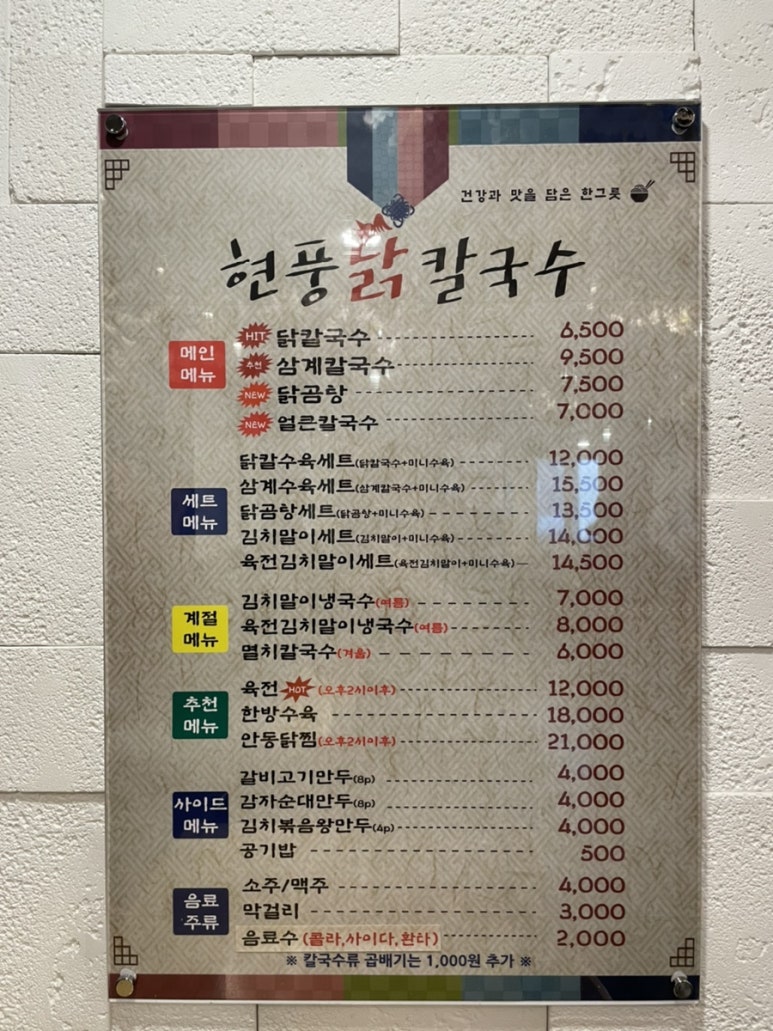 건강과 맛을 담은 한그릇
현풍닭칼국수
메인 메뉴
HIT 닭칼국수 6,500
추천 삼계칼국수 9,500
NEW 닭곰탕 7,500
NEW 얼큰칼국수 7,000
세트 메뉴
닭칼수육세트(닭칼국수+미니수육) 12,000
삼계수육세트(삼계칼국수+미니수육) 15,500
닭곰탕세트(닭곰탕+미니수육) 13,500
김치말이세트(김치말이+미니수육) 14,000
육전김치말이세트(육전김치말이+미니수육) 14,500
계절 메뉴
김치말이냉국수(여름) 7,000
육전김치말이냉국수(여름) 8,000
멸치칼국수(겨울) 6,000
추천 메뉴
육전 HOT (오후2시이후) 12,000
한방수육 18,000
안동닭찜(오후2시이후) 21,000
사이드 메뉴
갈비고기만두(8p) 4,000
감자순대만두(8p) 4,000
김치볶음왕만두(4p) 4,000
공기밥 500
음료 주류
소주/맥주 4,000
막걸리 3,000
음료수 (콜라,사이다,환타) 2,000
※ 칼국수류 곱배기는 1,000원 추가 ※